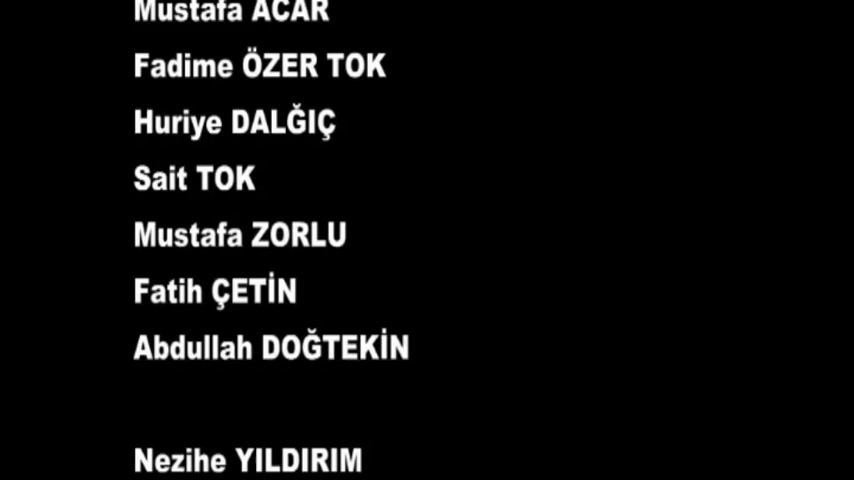 Mustafa ACAR
Fadime ÖZER TOK
Huriye DALĞIÇ
Sait TOK
Mustafa ZORLU
Fatih ÇETİN
Abdullah DOĞTEKİN
Nezihe YILDIRIM